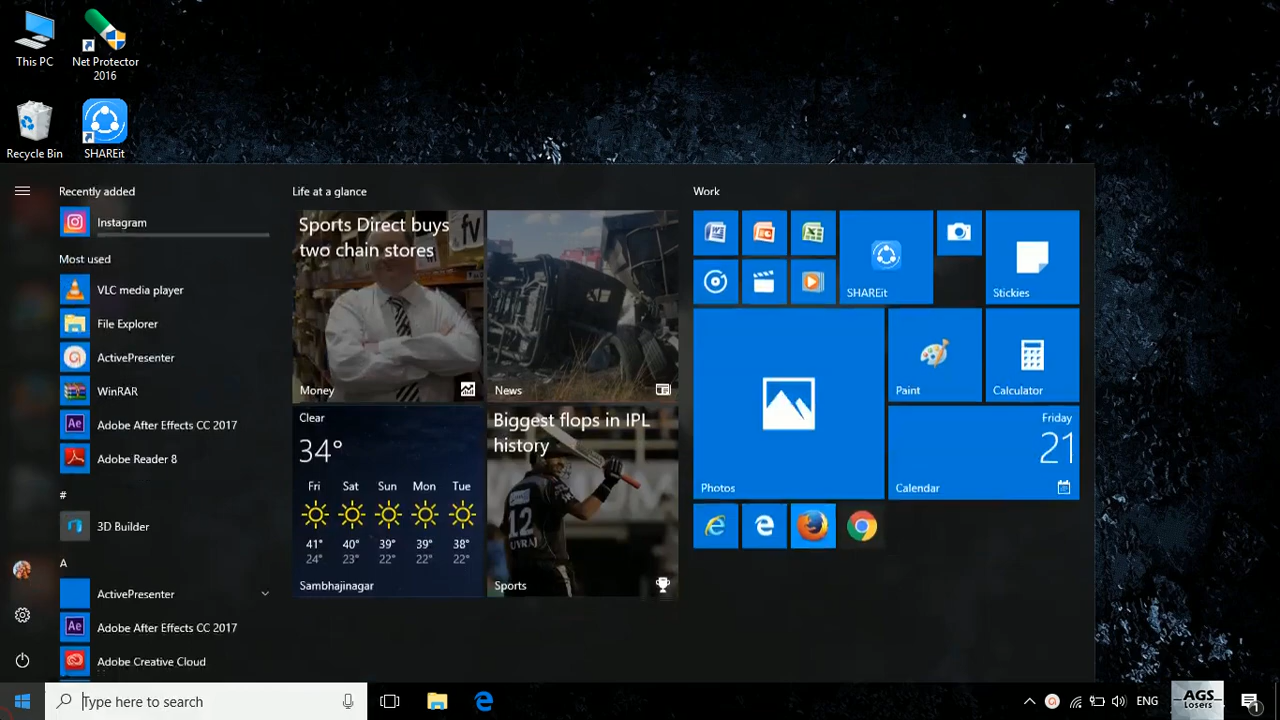 This PC
Net Protector
2016
Recycle Bin
SHAREit
Recently added
Instagram
Most used
VLC media player
File Explorer
ActivePresenter
WinRAR
Adobe After Effects CC 2017
Adobe Reader 8
#
3D Builder
A
ActivePresenter
Adobe After Effects CC 2017
Adobe Creative Cloud
Life at a glance
Sports Direct buys
two chain stores
Money
News
Clear
34°
Fri Sat Sun Mon Tue
41° 40° 39° 39° 38°
24° 23° 22° 22° 22°
Sambhajinagar
Biggest flops in IPL
history
12
Sports
Work
SHAREit
Stickies
Photos
Paint
Calculator
Friday
21
Calendar
Type here to search
ENG
_AGS_
Losers
1